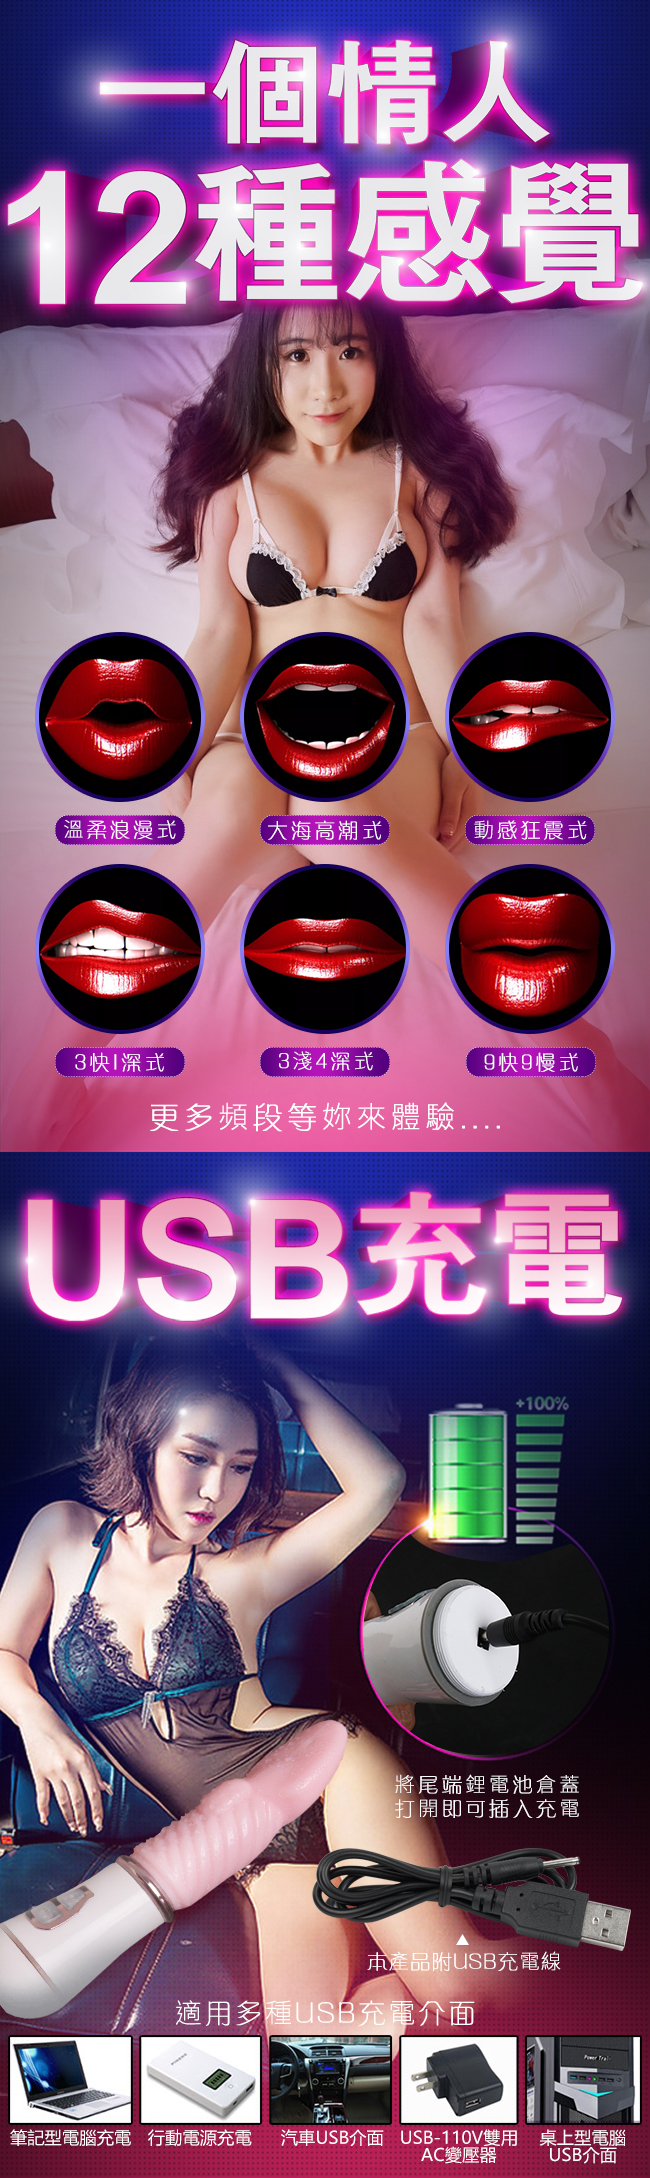 一個情人
12種感覺
溫柔浪漫式
大海高潮式
動感狂震式
3快1深式
3淺4深式
9快9慢式
更多頻段等妳來體驗....
USB充電
+100%
將尾端鋰電池倉蓋
打開即可插入充電
本產品附USB充電線
適用多種USB充電介面
筆記型電腦充電
行動電源充電
汽車USB介面
USB-110V雙用
AC變壓器
桌上型電腦
USB介面